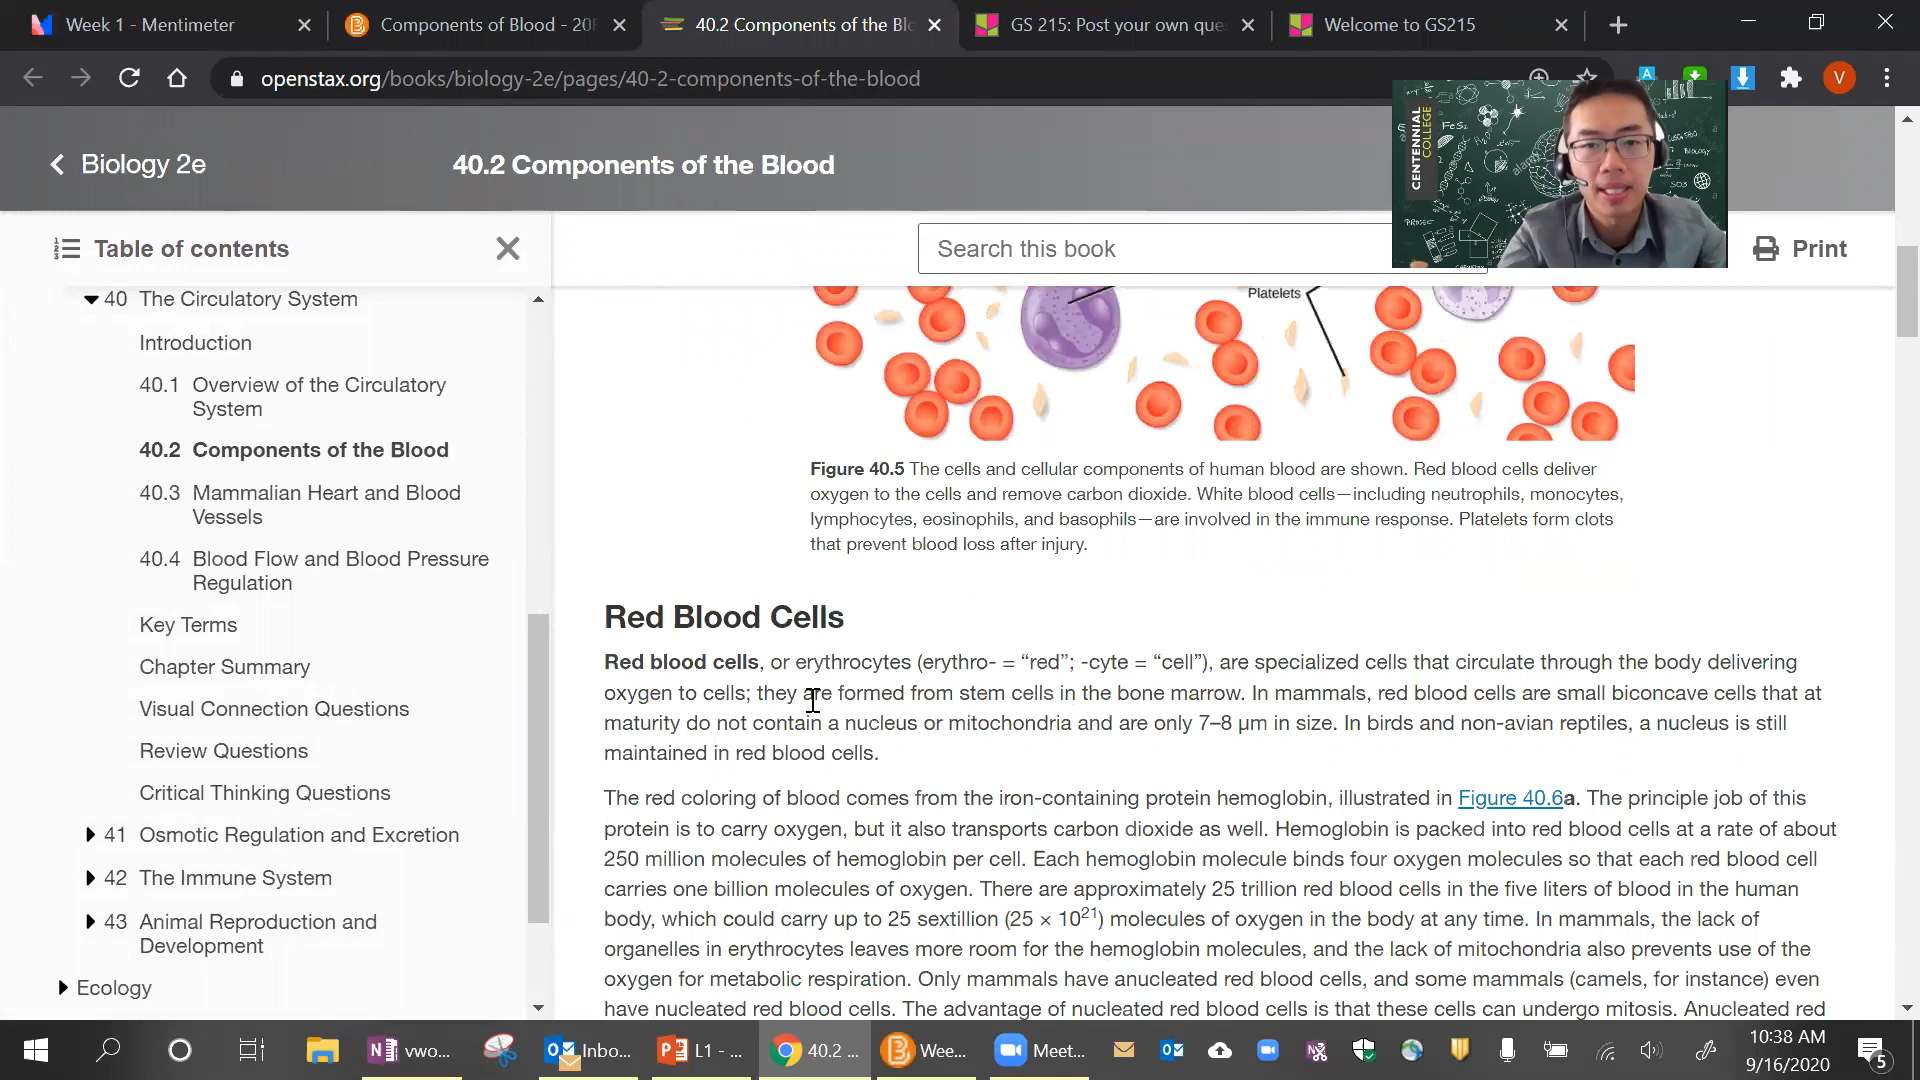 Week 1 - Mentimeter
Components of Blood - 20F
40.2 Components of the Blo
GS 215: Post your own que
Welcome to GS215
openstax.org/books/biology-2e/pages/40-2-components-of-the-blood
V
Biology 2e
40.2 Components of the Blood
CENTENNIAL
COLLEGE
FeS₂
BIOLOGY
SO3
Table of contents
Search this book
Print
40 The Circulatory System
Introduction
40.1 Overview of the Circulatory
System
40.2 Components of the Blood
40.3 Mammalian Heart and Blood
Vessels
40.4 Blood Flow and Blood Pressure
Regulation
Key Terms
Chapter Summary
Visual Connection Questions
Review Questions
Critical Thinking Questions
41 Osmotic Regulation and Excretion
42 The Immune System
43 Animal Reproduction and
Development
Ecology
Platelets
Figure 40.5 The cells and cellular components of human blood are shown. Red blood cells deliver
oxygen to the cells and remove carbon dioxide. White blood cells—including neutrophils, monocytes,
lymphocytes, eosinophils, and basophils—are involved in the immune response. Platelets form clots
that prevent blood loss after injury.
Red Blood Cells
Red blood cells, or erythrocytes (erythro- = “red”; -cyte = “cell”), are specialized cells that circulate through the body delivering
oxygen to cells; they are formed from stem cells in the bone marrow. In mammals, red blood cells are small biconcave cells that at
maturity do not contain a nucleus or mitochondria and are only 7–8 µm in size. In birds and non-avian reptiles, a nucleus is still
maintained in red blood cells.
The red coloring of blood comes from the iron-containing protein hemoglobin, illustrated in Figure 40.6a. The principle job of this
protein is to carry oxygen, but it also transports carbon dioxide as well. Hemoglobin is packed into red blood cells at a rate of about
250 million molecules of hemoglobin per cell. Each hemoglobin molecule binds four oxygen molecules so that each red blood cell
carries one billion molecules of oxygen. There are approximately 25 trillion red blood cells in the five liters of blood in the human
body, which could carry up to 25 sextillion (25 × 10²¹) molecules of oxygen in the body at any time. In mammals, the lack of
organelles in erythrocytes leaves more room for the hemoglobin molecules, and the lack of mitochondria also prevents use of the
oxygen for metabolic respiration. Only mammals have anucleated red blood cells, and some mammals (camels, for instance) even
have nucleated red blood cells. The advantage of nucleated red blood cells is that these cells can undergo mitosis. Anucleated red
vwo...
Inbo...
L1 - ...
40.2 ...
Wee...
Meet...
10:38 AM
9/16/2020
5